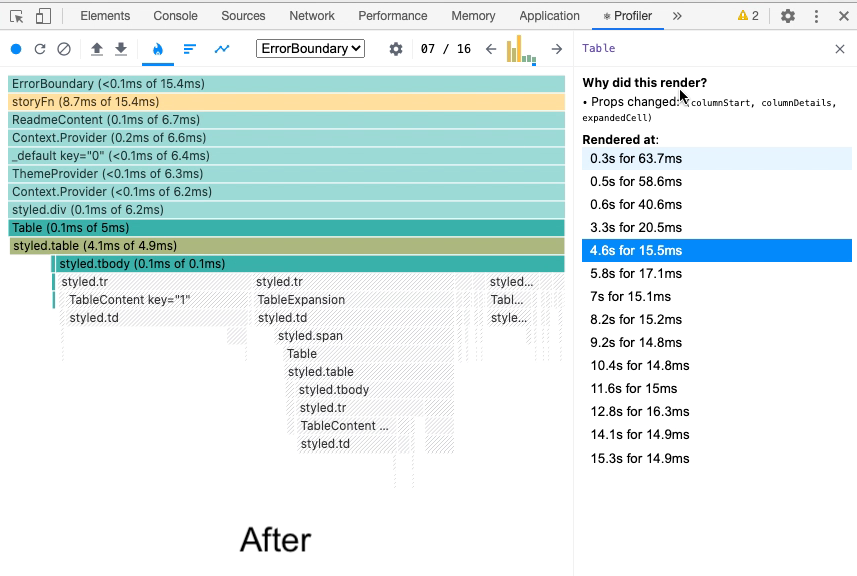 Elements Console Sources Network Performance Memory Application Profiler 2
ErrorBoundary 07 / 16 Table
ErrorBoundary (<0.1ms of 15.4ms)
storyFn (8.7ms of 15.4ms)
ReadmeContent (0.1ms of 6.7ms)
Context.Provider (0.2ms of 6.6ms)
_default key="0" (<0.1ms of 6.4ms)
ThemeProvider (<0.1ms of 6.3ms)
Context.Provider (<0.1ms of 6.2ms)
styled.div (0.1ms of 6.2ms)
Table (0.1ms of 5ms)
styled.table (4.1ms of 4.9ms)
styled.tbody (0.1ms of 0.1ms)
styled.tr styled.tr styled...
TableContent key="1" TableExpansion Tabl...
styled.td styled.td style...
styled.span
Table
styled.table
styled.tbody
styled.tr
TableContent ...
styled.td
After
Why did this render?
• Props changed: (columnStart, columnDetails,
expandedCell)
Rendered at:
0.3s for 63.7ms
0.5s for 58.6ms
0.6s for 40.6ms
3.3s for 20.5ms
4.6s for 15.5ms
5.8s for 17.1ms
7s for 15.1ms
8.2s for 15.2ms
9.2s for 14.8ms
10.4s for 14.8ms
11.6s for 15ms
12.8s for 16.3ms
14.1s for 14.9ms
15.3s for 14.9ms